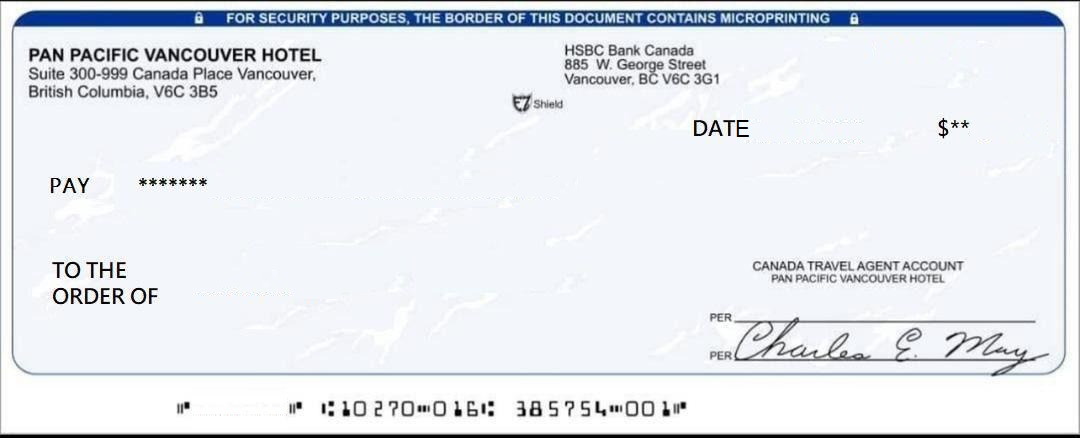 FOR SECURITY PURPOSES, THE BORDER OF THIS DOCUMENT CONTAINS MICROPRINTING
PAN PACIFIC VANCOUVER HOTEL
Suite 300-999 Canada Place Vancouver,
British Columbia, V6C 3B5
HSBC Bank Canada
885 W. George Street
Vancouver, BC V6C 3G1
EZ Shield
DATE $**
PAY *******
TO THE
ORDER OF
CANADA TRAVEL AGENT ACCOUNT
PAN PACIFIC VANCOUVER HOTEL
PER
PER Charles E. May
⑈ ⑈ ⑆10270⑉016⑆ 385754⑉001⑈